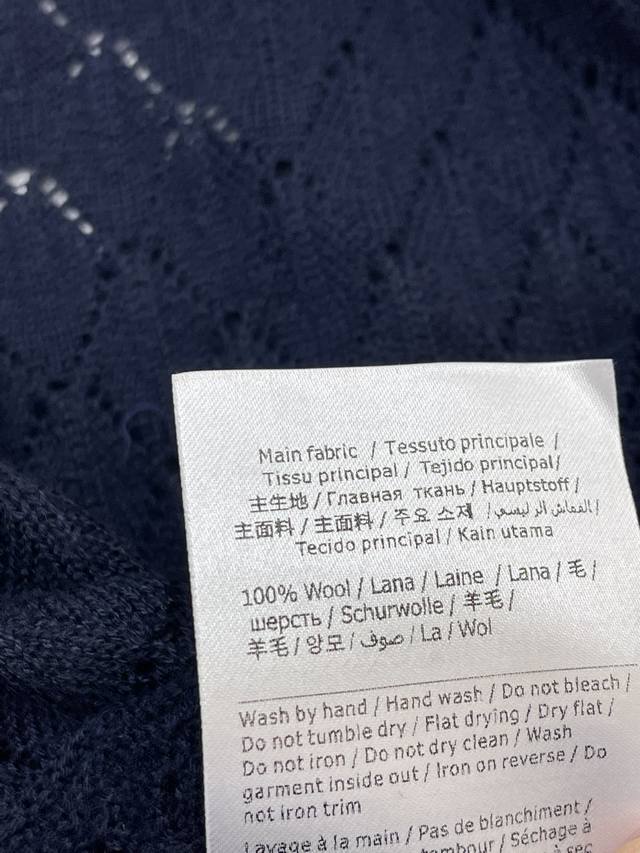 Main fabric / Tessuto principale /
Tissu principal / Tejido principal/
主生地 / Главная ткань / Hauptstoff /
主面料 / 主面料 / 주요 소재 / القماش الرئيسي /
Tecido principal / Kain utama
100% Wool / Lana / Laine / Lana / 毛 /
шерсть / Schurwolle / 羊毛 /
羊毛 / 양모 / صوف / La / Wol
Wash by hand / Hand wash / Do not bleach /
Do not tumble dry / Flat drying / Dry flat /
Do not iron / Do not dry clean / Wash
garment inside out / Iron on reverse / Do
not iron trim
Lavage à la main / Pas de blanchiment /
tambour / Séchage à
à sec